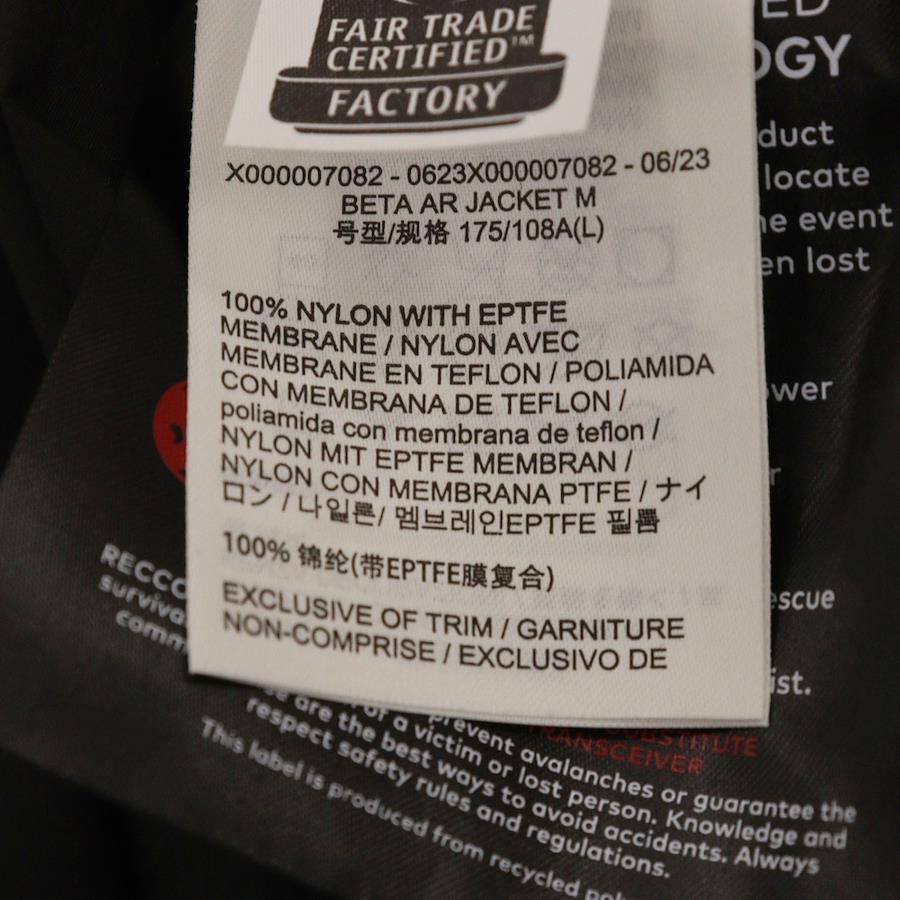 FAIR TRADE
CERTIFIED™
FACTORY
X000007082 - 0623X000007082 - 06/23
BETA AR JACKET M
号型/规格 175/108A(L)
100% NYLON WITH EPTFE
MEMBRANE / NYLON AVEC
MEMBRANE EN TEFLON / POLIAMIDA
CON MEMBRANA DE TEFLON /
poliamida con membrana de teflon /
NYLON MIT EPTFE MEMBRAN /
NYLON CON MEMBRANA PTFE / ナイ
ロン / 나일론/ 멤브레인EPTFE 필름
100% 锦纶(带EPTFE膜复合)
EXCLUSIVE OF TRIM / GARNITURE
NON-COMPRISE / EXCLUSIVO DE
ED
OGY
duct
locate
event
en lost
wer
escue
ist.
RECCO
surviva
comm
SUBSTITUTE
TRANSCEIVER
prevent avalanches or guarantee the
of a victim or lost person. Knowledge and
are the best ways to avoid accidents. Always
respect safety rules and regulations.
This label is produced from recycled